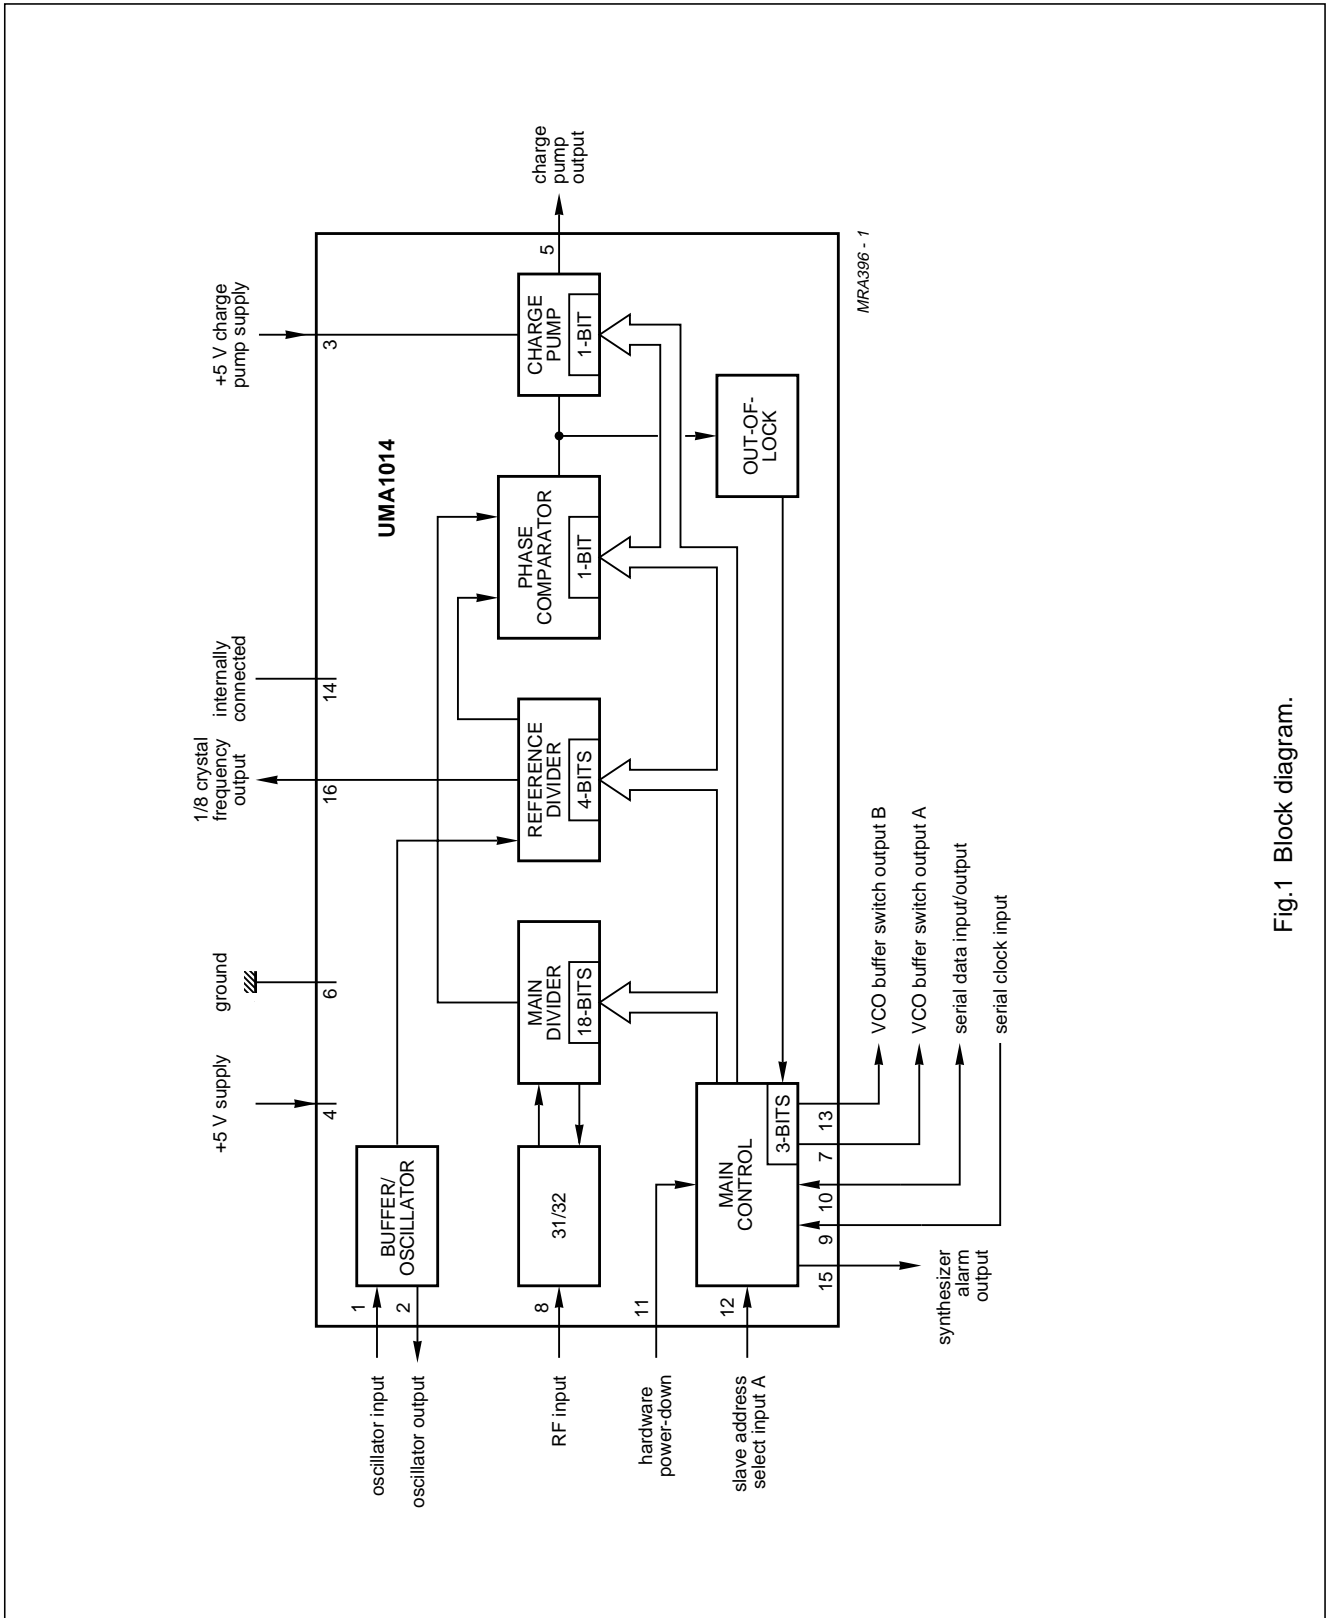 +5 V supply
ground
1/8 crystal
frequency
output
internally
connected
+5 V charge
pump supply
4
6
16
14
3
UMA1014
oscillator input
1
oscillator output
2
BUFFER/
OSCILLATOR
RF input
8
31/32
MAIN
DIVIDER
18-BITS
REFERENCE
DIVIDER
4-BITS
PHASE
COMPARATOR
1-BIT
CHARGE
PUMP
1-BIT
5
charge
pump
output
hardware
power-down
11
slave address
select input A
12
MAIN
CONTROL
3-BITS
OUT-OF-
LOCK
15
9
10
7
13
synthesizer
alarm
output
VCO buffer switch output B
VCO buffer switch output A
serial data input/output
serial clock input
MRA396 - 1
Fig.1 Block diagram.